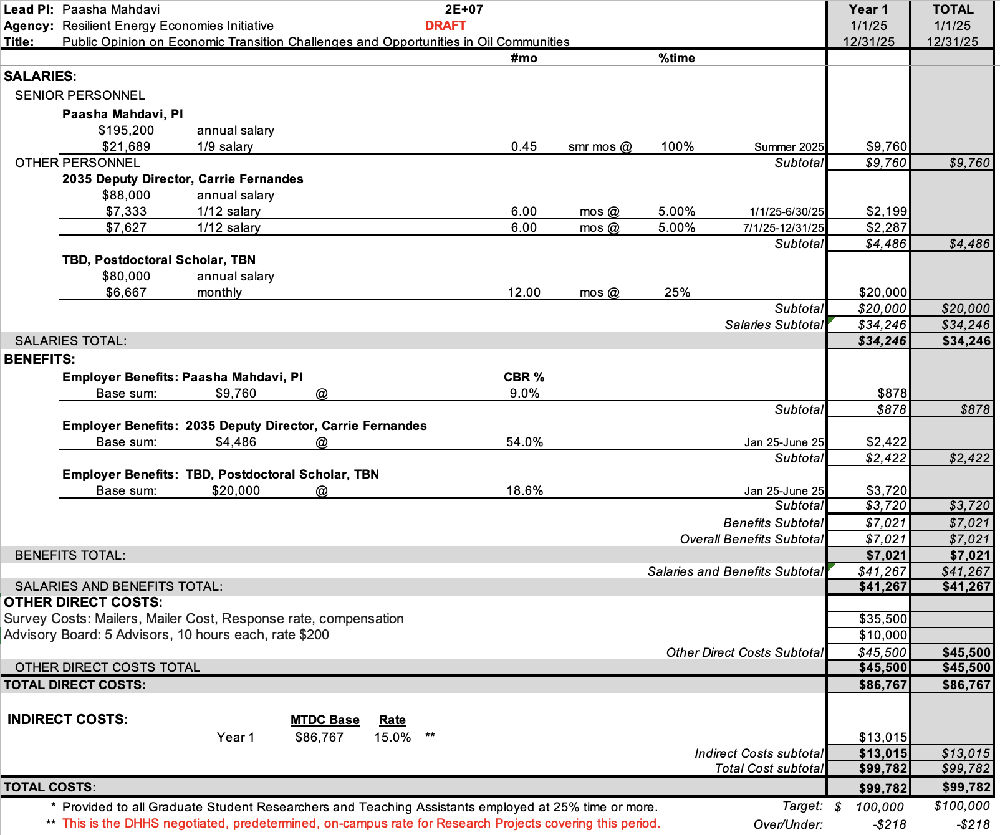 Lead PI: Paasha Mahdavi 2E+07 Year 1 TOTAL
Agency: Resilient Energy Economies Initiative DRAFT 1/1/25 1/1/25
Title: Public Opinion on Economic Transition Challenges and Opportunities in Oil Communities 12/31/25 12/31/25
#mo %time
SALARIES:
SENIOR PERSONNEL
Paasha Mahdavi, PI
$195,200 annual salary
$21,689 1/9 salary 0.45 smr mos @ 100% Summer 2025 $9,760
OTHER PERSONNEL Subtotal $9,760 $9,760
2035 Deputy Director, Carrie Fernandes
$88,000 annual salary
$7,333 1/12 salary 6.00 mos @ 5.00% 1/1/25-6/30/25 $2,199
$7,627 1/12 salary 6.00 mos @ 5.00% 7/1/25-12/31/25 $2,287
Subtotal $4,486 $4,486
TBD, Postdoctoral Scholar, TBN
$80,000 annual salary
$6,667 monthly 12.00 mos @ 25% $20,000
Subtotal $20,000 $20,000
Salaries Subtotal $34,246 $34,246
SALARIES TOTAL: $34,246 $34,246
BENEFITS:
Employer Benefits: Paasha Mahdavi, PI CBR %
Base sum: $9,760 @ 9.0% $878
Subtotal $878 $878
Employer Benefits: 2035 Deputy Director, Carrie Fernandes
Base sum: $4,486 @ 54.0% Jan 25-June 25 $2,422
Subtotal $2,422 $2,422
Employer Benefits: TBD, Postdoctoral Scholar, TBN
Base sum: $20,000 @ 18.6% Jan 25-June 25 $3,720
Subtotal $3,720 $3,720
Benefits Subtotal $7,021 $7,021
Overall Benefits Subtotal $7,021 $7,021
BENEFITS TOTAL: $7,021 $7,021
Salaries and Benefits Subtotal $41,267 $41,267
SALARIES AND BENEFITS TOTAL: $41,267 $41,267
OTHER DIRECT COSTS:
Survey Costs: Mailers, Mailer Cost, Response rate, compensation $35,500
Advisory Board: 5 Advisors, 10 hours each, rate $200 $10,000
Other Direct Costs Subtotal $45,500 $45,500
OTHER DIRECT COSTS TOTAL $45,500 $45,500
TOTAL DIRECT COSTS: $86,767 $86,767
INDIRECT COSTS: MTDC Base Rate
Year 1 $86,767 15.0% ** $13,015
Indirect Costs subtotal $13,015 $13,015
Total Cost subtotal $99,782 $99,782
TOTAL COSTS: $99,782 $99,782
* Provided to all Graduate Student Researchers and Teaching Assistants employed at 25% time or more. Target: $ 100,000 $100,000
** This is the DHHS negotiated, predetermined, on-campus rate for Research Projects covering this period. Over/Under: -$218 -$218